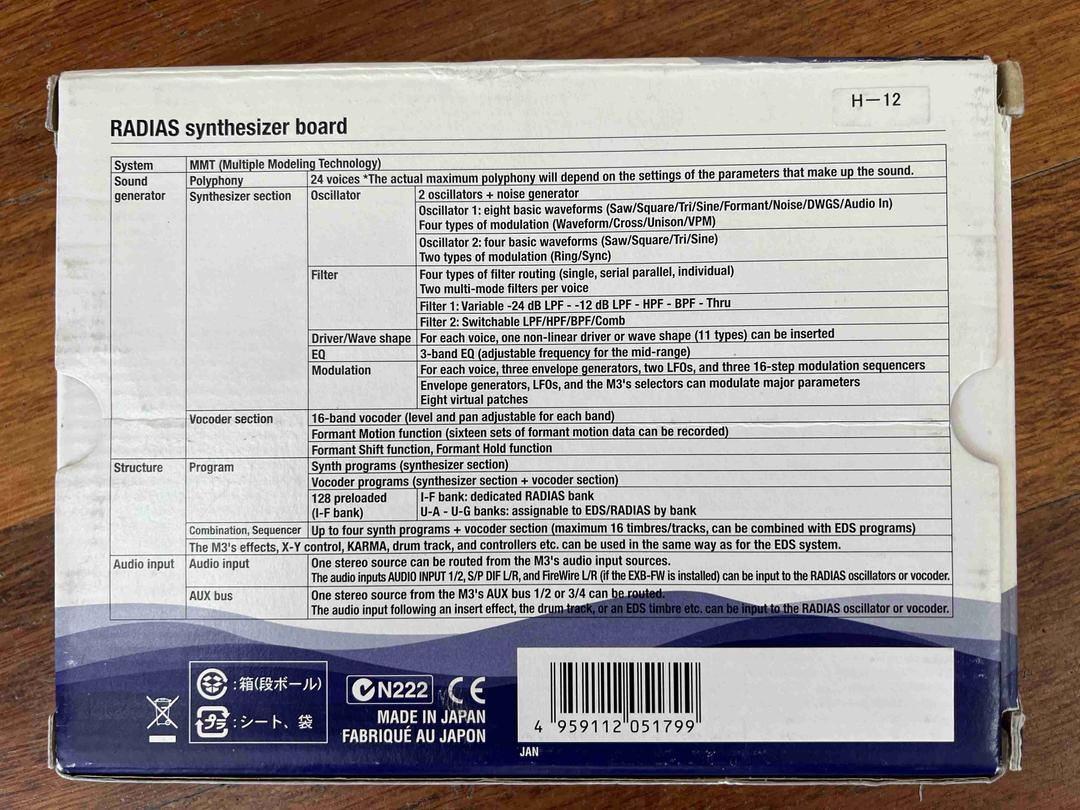 H-12
RADIAS synthesizer board
System MMT (Multiple Modeling Technology)
Sound generator Polyphony 24 voices *The actual maximum polyphony will depend on the settings of the parameters that make up the sound.
Synthesizer section Oscillator 2 oscillators + noise generator
Oscillator 1: eight basic waveforms (Saw/Square/Tri/Sine/Formant/Noise/DWGS/Audio In)
Four types of modulation (Waveform/Cross/Unison/VPM)
Oscillator 2: four basic waveforms (Saw/Square/Tri/Sine)
Two types of modulation (Ring/Sync)
Filter Four types of filter routing (single, serial parallel, individual)
Two multi-mode filters per voice
Filter 1: Variable -24 dB LPF - -12 dB LPF - HPF - BPF - Thru
Filter 2: Switchable LPF/HPF/BPF/Comb
Driver/Wave shape For each voice, one non-linear driver or wave shape (11 types) can be inserted
EQ 3-band EQ (adjustable frequency for the mid-range)
Modulation For each voice, three envelope generators, two LFOs, and three 16-step modulation sequencers
Envelope generators, LFOs, and the M3's selectors can modulate major parameters
Eight virtual patches
Vocoder section 16-band vocoder (level and pan adjustable for each band)
Formant Motion function (sixteen sets of formant motion data can be recorded)
Formant Shift function, Formant Hold function
Structure Program Synth programs (synthesizer section)
Vocoder programs (synthesizer section + vocoder section)
128 preloaded I-F bank: dedicated RADIAS bank
(I-F bank) U-A - U-G banks: assignable to EDS/RADIAS by bank
Combination, Sequencer Up to four synth programs + vocoder section (maximum 16 timbres/tracks, can be combined with EDS programs)
The M3's effects, X-Y control, KARMA, drum track, and controllers etc. can be used in the same way as for the EDS system.
Audio input Audio input One stereo source can be routed from the M3's audio input sources.
The audio inputs AUDIO INPUT 1/2, S/P DIF L/R, and FireWire L/R (if the EXB-FW is installed) can be input to the RADIAS oscillators or vocoder.
AUX bus One stereo source from the M3's AUX bus 1/2 or 3/4 can be routed.
The audio input following an insert effect, the drum track, or an EDS timbre etc. can be input to the RADIAS oscillator or vocoder.
:箱(段ボール)
プラ :シート、袋
N222 CE
MADE IN JAPAN
FABRIQUÉ AU JAPON
4 959112 051799
JAN